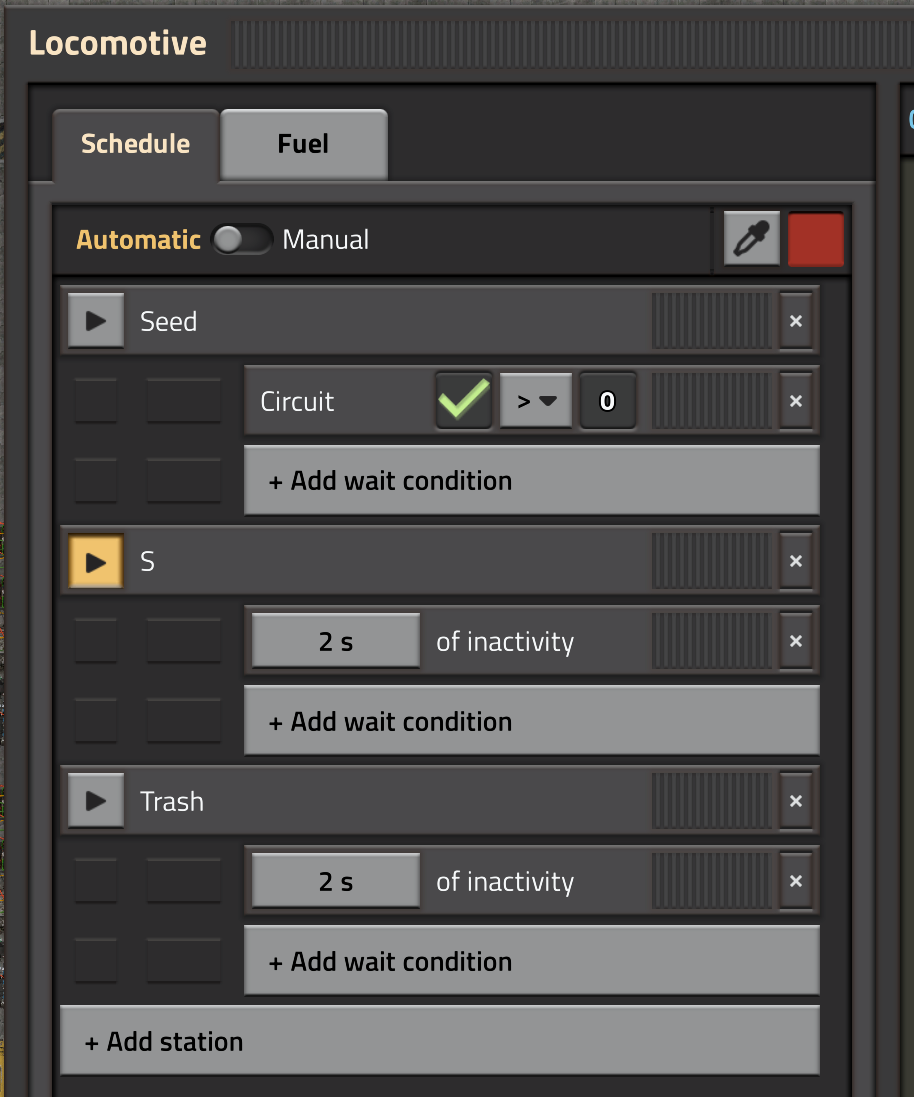 Locomotive
Schedule Fuel
Automatic Manual
Seed ×
Circuit > 0 ×
+ Add wait condition
S ×
2 s of inactivity ×
+ Add wait condition
Trash ×
2 s of inactivity ×
+ Add wait condition
+ Add station